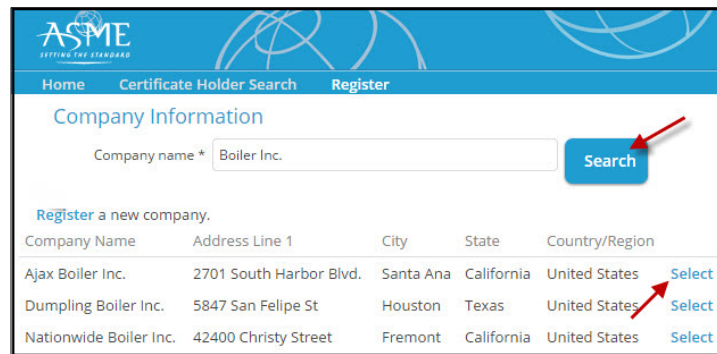 ASME
SETTING THE STANDARD
Home Certificate Holder Search Register
Company Information
Company name * Boiler Inc. Search
Register a new company.
Company Name Address Line 1 City State Country/Region
Ajax Boiler Inc. 2701 South Harbor Blvd. Santa Ana California United States Select
Dumpling Boiler Inc. 5847 San Felipe St Houston Texas United States Select
Nationwide Boiler Inc. 42400 Christy Street Fremont California United States Select